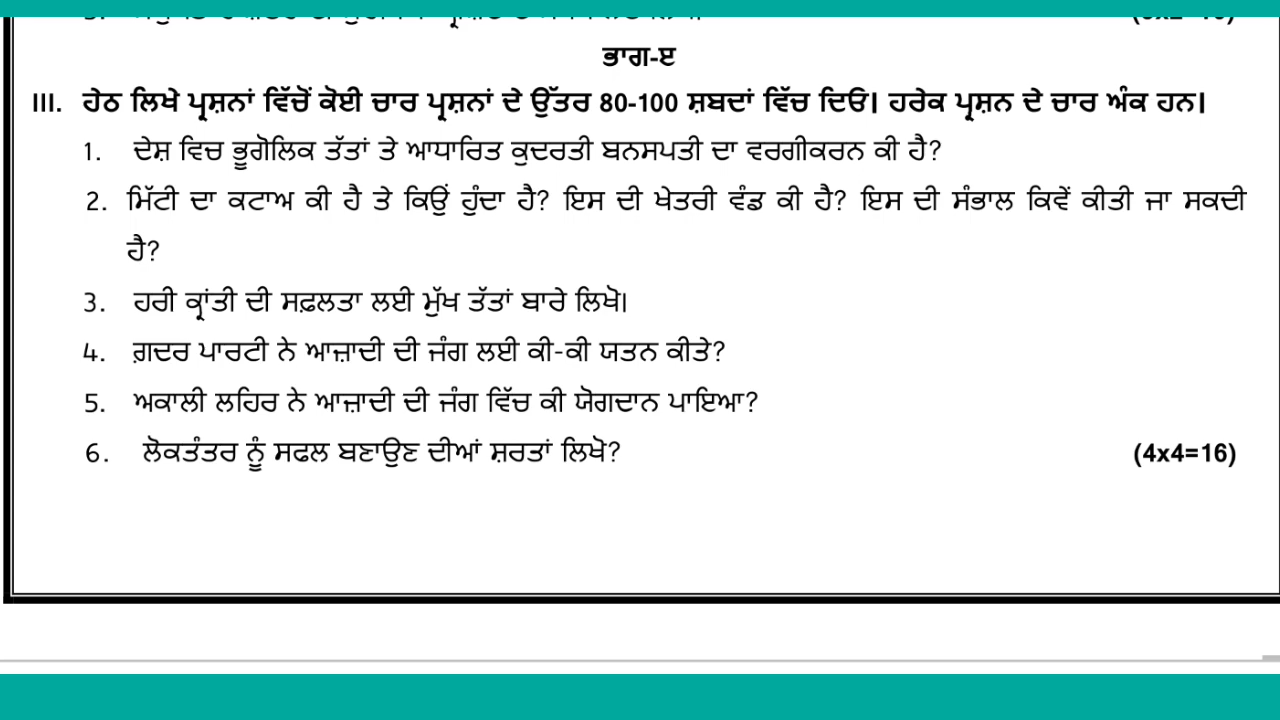 ਭਾਗ-ੲ
III. ਹੇਠ ਲਿਖੇ ਪ੍ਰਸ਼ਨਾਂ ਵਿੱਚੋਂ ਕੋਈ ਚਾਰ ਪ੍ਰਸ਼ਨਾਂ ਦੇ ਉੱਤਰ 80-100 ਸ਼ਬਦਾਂ ਵਿੱਚ ਦਿਓ। ਹਰੇਕ ਪ੍ਰਸ਼ਨ ਦੇ ਚਾਰ ਅੰਕ ਹਨ।
1. ਦੇਸ਼ ਵਿਚ ਭੂਗੋਲਿਕ ਤੱਤਾਂ ਤੇ ਆਧਾਰਿਤ ਕੁਦਰਤੀ ਬਨਸਪਤੀ ਦਾ ਵਰਗੀਕਰਨ ਕੀ ਹੈ?
2. ਮਿੱਟੀ ਦਾ ਕਟਾਅ ਕੀ ਹੈ ਤੇ ਕਿਉਂ ਹੁੰਦਾ ਹੈ? ਇਸ ਦੀ ਖੇਤਰੀ ਵੰਡ ਕੀ ਹੈ? ਇਸ ਦੀ ਸੰਭਾਲ ਕਿਵੇਂ ਕੀਤੀ ਜਾ ਸਕਦੀ
ਹੈ?
3. ਹਰੀ ਕ੍ਰਾਂਤੀ ਦੀ ਸਫ਼ਲਤਾ ਲਈ ਮੁੱਖ ਤੱਤਾਂ ਬਾਰੇ ਲਿਖੋ।
4. ਗ਼ਦਰ ਪਾਰਟੀ ਨੇ ਆਜ਼ਾਦੀ ਦੀ ਜੰਗ ਲਈ ਕੀ-ਕੀ ਯਤਨ ਕੀਤੇ?
5. ਅਕਾਲੀ ਲਹਿਰ ਨੇ ਆਜ਼ਾਦੀ ਦੀ ਜੰਗ ਵਿੱਚ ਕੀ ਯੋਗਦਾਨ ਪਾਇਆ?
6. ਲੋਕਤੰਤਰ ਨੂੰ ਸਫਲ ਬਣਾਉਣ ਦੀਆਂ ਸ਼ਰਤਾਂ ਲਿਖੋ? (4x4=16)